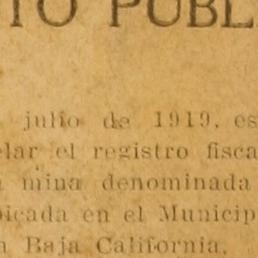 TO PUBL
julio de 1919, es
elar el registro fisca
a mina denominada
bicada en el Municip
n Baja California,